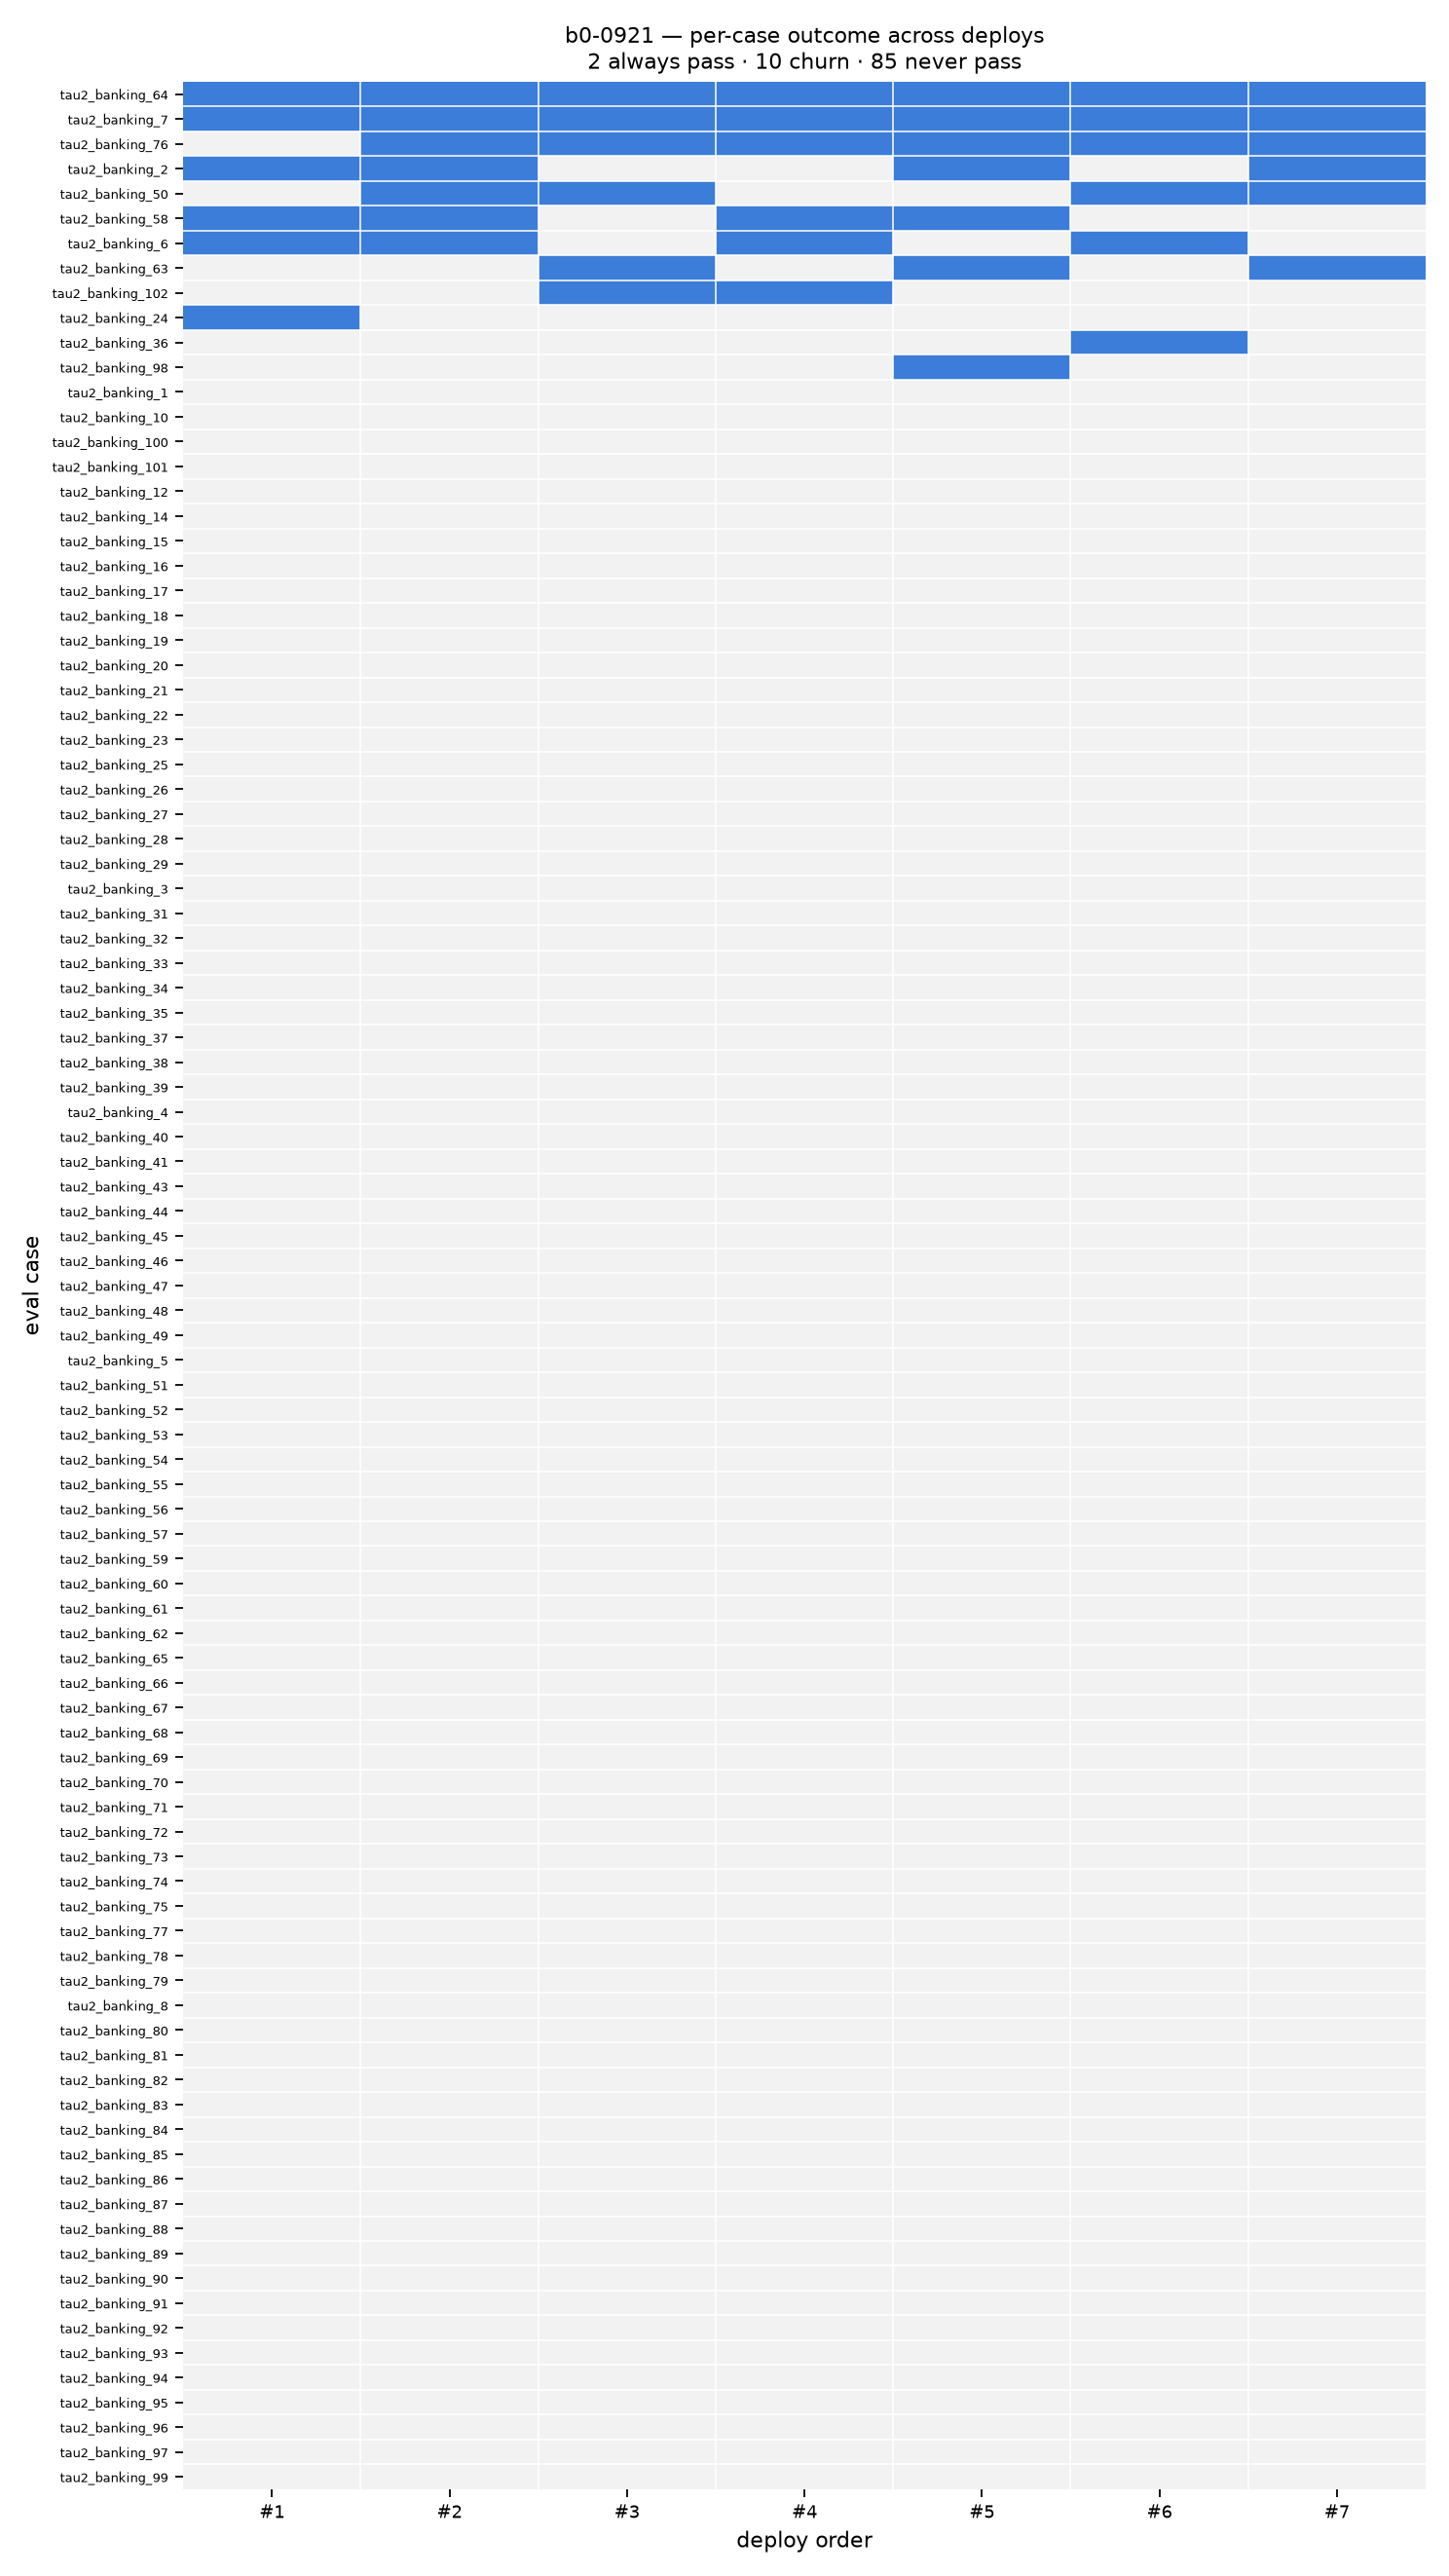 b0-0921 — per-case outcome across deploys
2 always pass · 10 churn · 85 never pass
tau2_banking_64
tau2_banking_7
tau2_banking_76
tau2_banking_2
tau2_banking_50
tau2_banking_58
tau2_banking_6
tau2_banking_63
tau2_banking_102
tau2_banking_24
tau2_banking_36
tau2_banking_98
tau2_banking_1
tau2_banking_10
tau2_banking_100
tau2_banking_101
tau2_banking_12
tau2_banking_14
tau2_banking_15
tau2_banking_16
tau2_banking_17
tau2_banking_18
tau2_banking_19
tau2_banking_20
tau2_banking_21
tau2_banking_22
tau2_banking_23
tau2_banking_25
tau2_banking_26
tau2_banking_27
tau2_banking_28
tau2_banking_29
tau2_banking_3
tau2_banking_31
tau2_banking_32
tau2_banking_33
tau2_banking_34
tau2_banking_35
tau2_banking_37
tau2_banking_38
tau2_banking_39
tau2_banking_4
tau2_banking_40
tau2_banking_41
tau2_banking_43
tau2_banking_44
tau2_banking_45
tau2_banking_46
tau2_banking_47
tau2_banking_48
tau2_banking_49
tau2_banking_5
tau2_banking_51
tau2_banking_52
tau2_banking_53
tau2_banking_54
tau2_banking_55
tau2_banking_56
tau2_banking_57
tau2_banking_59
tau2_banking_60
tau2_banking_61
tau2_banking_62
tau2_banking_65
tau2_banking_66
tau2_banking_67
tau2_banking_68
tau2_banking_69
tau2_banking_70
tau2_banking_71
tau2_banking_72
tau2_banking_73
tau2_banking_74
tau2_banking_75
tau2_banking_77
tau2_banking_78
tau2_banking_79
tau2_banking_8
tau2_banking_80
tau2_banking_81
tau2_banking_82
tau2_banking_83
tau2_banking_84
tau2_banking_85
tau2_banking_86
tau2_banking_87
tau2_banking_88
tau2_banking_89
tau2_banking_90
tau2_banking_91
tau2_banking_92
tau2_banking_93
tau2_banking_94
tau2_banking_95
tau2_banking_96
tau2_banking_97
tau2_banking_99
eval case
#1 #2 #3 #4 #5 #6 #7
deploy order